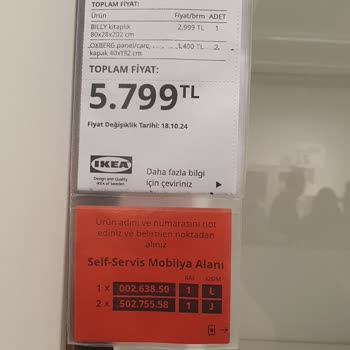 TOPLAM FİYAT:
Ürün Fiyat/brm ADET
BILLY kitaplık 2.999 TL 1
80x28x202 cm
OXBERG panel/cam 1.400 TL 2
kapak 40x192 cm
TOPLAM FİYAT:
5.799TL
Fiyat Değişiklik Tarihi: 18.10.24
IKEA
Design and Quality
IKEA of Sweden
Daha fazla bilgi
için çeviriniz
Ürün adını ve numarasını not
ediniz ve belirtilen noktadan
alınız
Self-Servis Mobilya Alanı
RAF KISIM
1 x 002.638.50 1 L
2 x 502.755.58 1 J